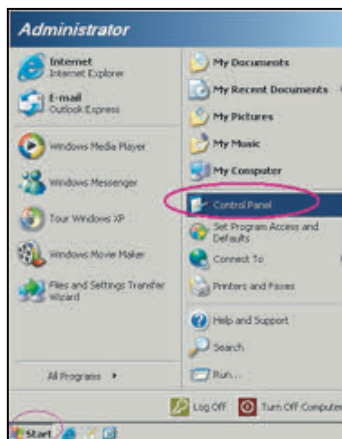 Administrator
Internet
Internet Explorer
E-mail
Outlook Express
Windows Media Player
Windows Messenger
Tour Windows XP
Windows Movie Maker
Files and Settings Transfer
Wizard
All Programs
My Documents
My Recent Documents
My Pictures
My Music
My Computer
Control Panel
Set Program Access and
Defaults
Connect To
Printers and Faxes
Help and Support
Search
Run...
Log Off
Turn Off Computer
Start